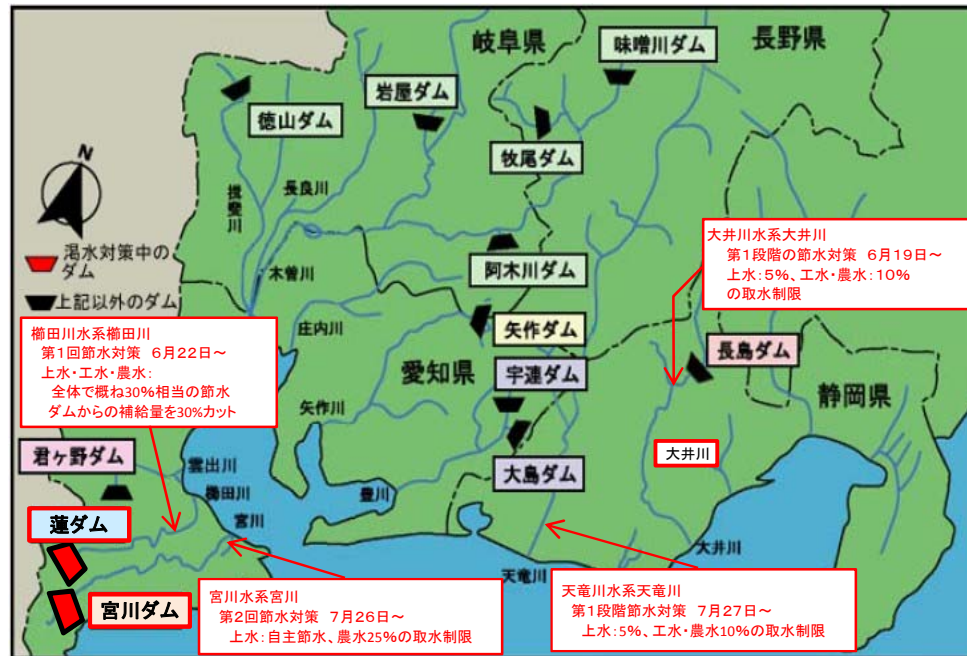 岐阜県
味噌川ダム
長野県
岩屋ダム
徳山ダム
牧尾ダム
N
長良川
揖斐川
渇水対策中の
ダム
木曽川
上記以外のダム
阿木川ダム
大井川水系大井川
第1段階の節水対策 6月19日～
上水:5%、工水・農水:10%
の取水制限
櫛田川水系櫛田川
第1回節水対策 6月22日～
上水・工水・農水:
全体で概ね30%相当の節水
ダムからの補給量を30%カット
庄内川
矢作ダム
長島ダム
愛知県
宇連ダム
静岡県
矢作川
君ヶ野ダム
雲出川
大島ダム
大井川
櫛田川
豊川
宮川
蓮ダム
大井川
天竜川
宮川ダム
宮川水系宮川
第2回節水対策 7月26日～
上水:自主節水、農水25%の取水制限
天竜川水系天竜川
第1段階節水対策 7月27日～
上水:5%、工水・農水10%の取水制限